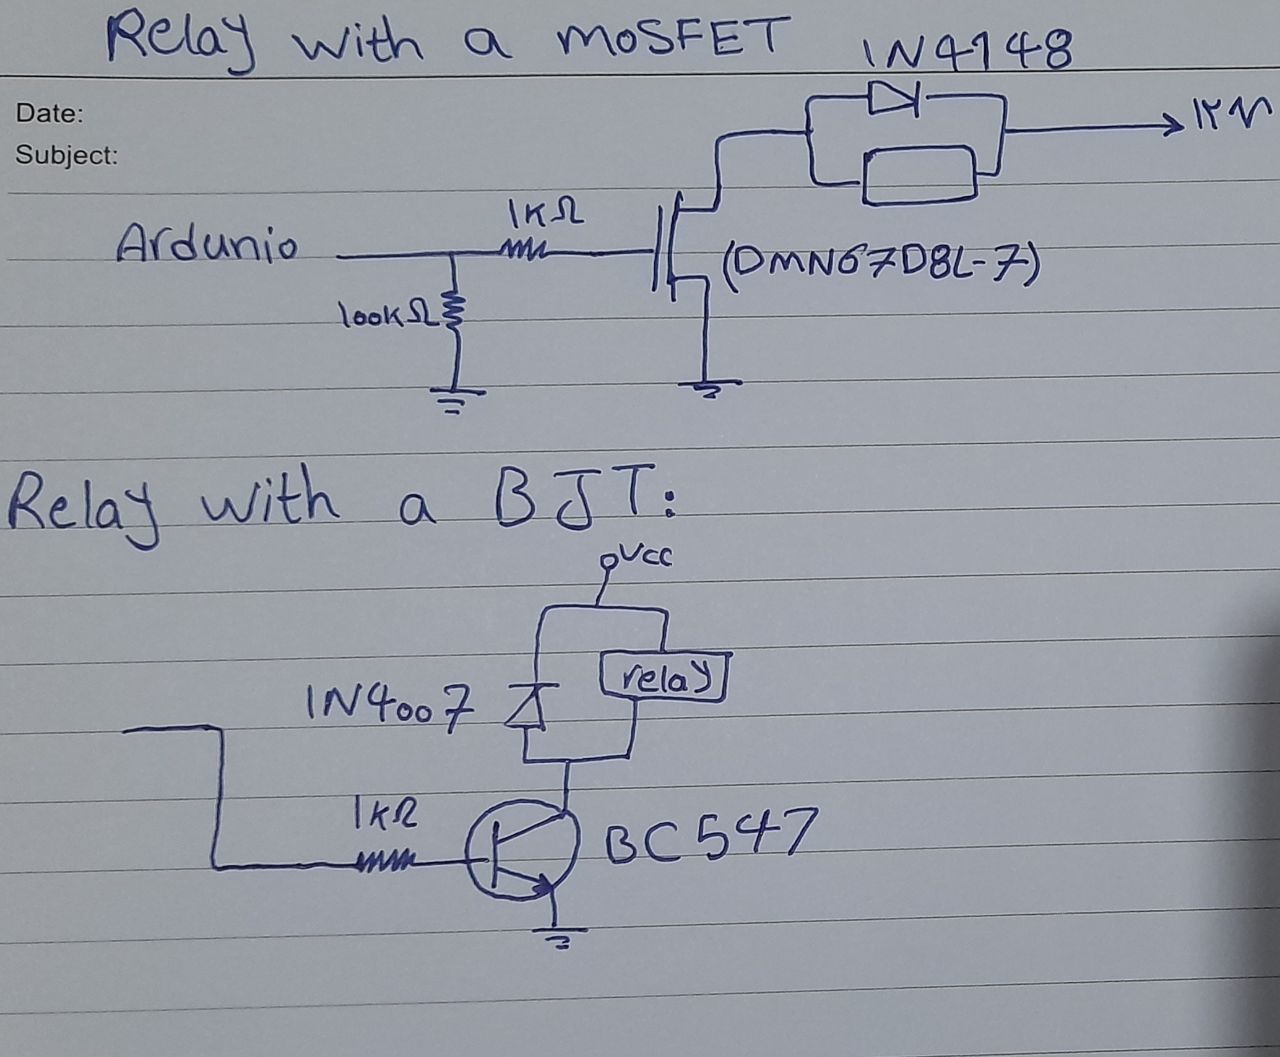 Relay with a MOSFET
1N4148
Date:
Subject:
۱۲V
1KΩ
Ardunio
(DMN67D8L-7)
100KΩ
Relay with a BJT:
VCC
relay
1N4007
1KΩ
BC547